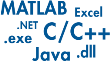 MATLAB Excel
.NET C/C++
.exe
Java .dll